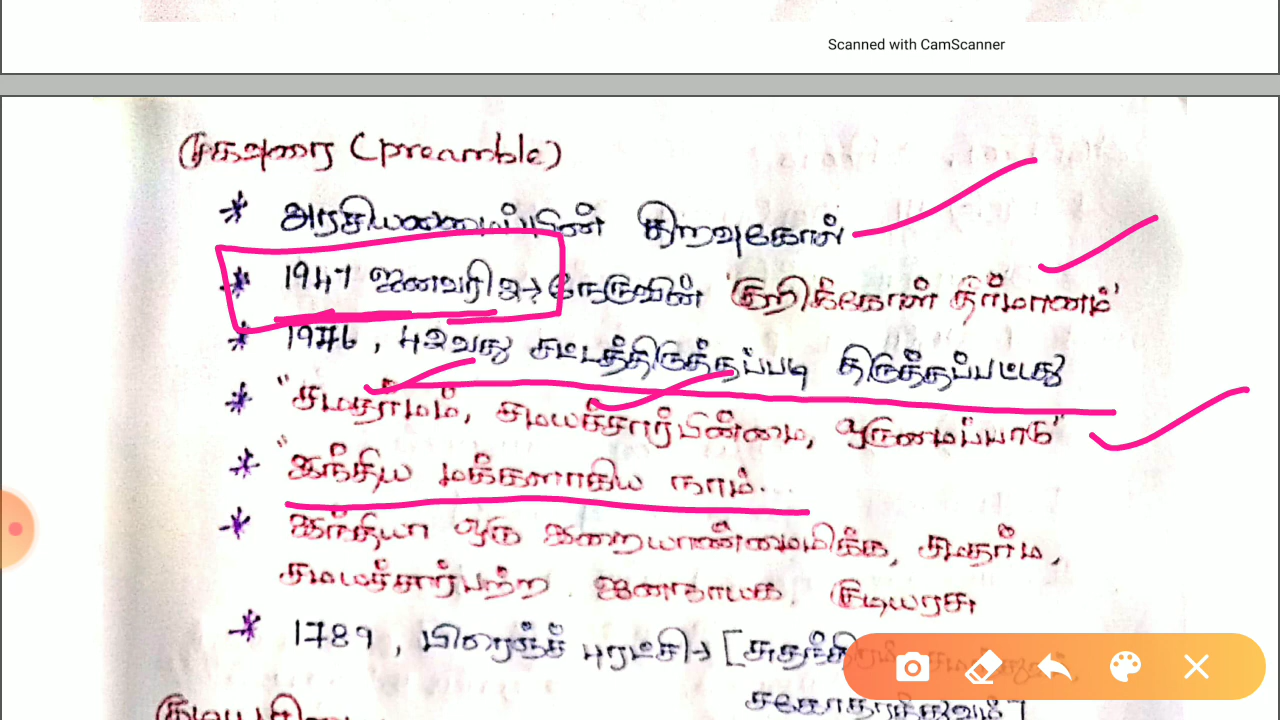 Scanned with CamScanner
முகவுரை (preamble)
* அரசியலமைப்பின் திறவுகோல்
* 1947 ஜனவரி 22→ நேருவின் 'குறிக்கோள் தீர்மானம்'
* 1976, 42வது சட்டத்திருத்தப்படி திருத்தப்பட்டது
* "சமதர்மம், சமயச்சார்பின்மை, ஒருமைப்பாடு"
* "இந்திய மக்களாகிய நாம்...
* இந்தியா ஒரு இறையாண்மைமிக்க, சமதர்ம,
சமயச்சார்பற்ற ஜனநாயக குடியரசு
* 1789, பிரெஞ்சுப் புரட்சி→ [சுதந்திரம்
சகோதரத்துவம்]